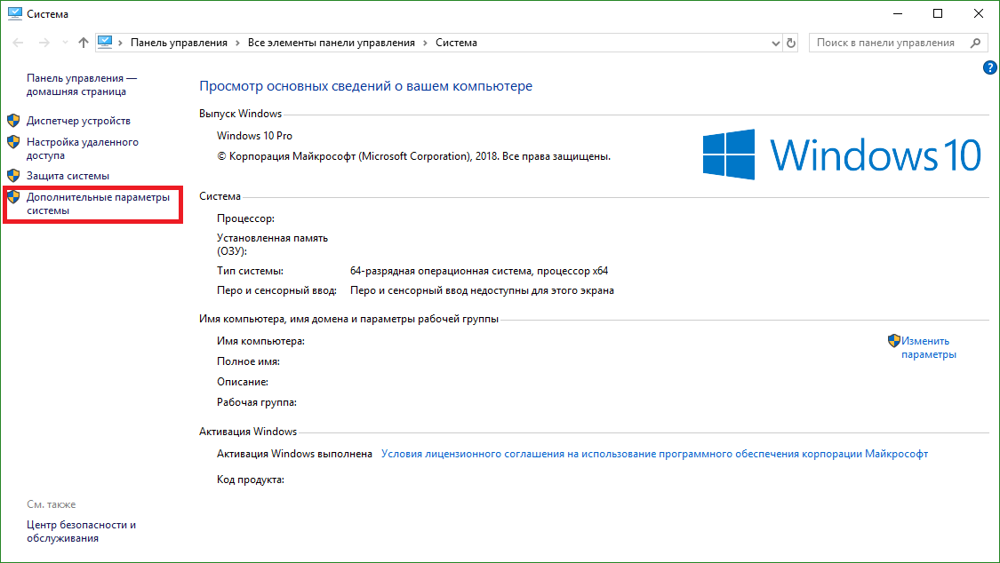 Система
Панель управления › Все элементы панели управления › Система
Поиск в панели управления
?
Панель управления —
домашняя страница
Диспетчер устройств
Настройка удаленного
доступа
Защита системы
Дополнительные параметры
системы
Просмотр основных сведений о вашем компьютере
Выпуск Windows
Windows 10 Pro
© Корпорация Майкрософт (Microsoft Corporation), 2018. Все права защищены.
Windows 10
Система
Процессор:
Установленная память
(ОЗУ):
Тип системы: 64-разрядная операционная система, процессор x64
Перо и сенсорный ввод: Перо и сенсорный ввод недоступны для этого экрана
Имя компьютера, имя домена и параметры рабочей группы
Имя компьютера:
Изменить
параметры
Полное имя:
Описание:
Рабочая группа:
Активация Windows
Активация Windows выполнена Условия лицензионного соглашения на использование программного обеспечения корпорации Майкрософт
Код продукта:
См. также
Центр безопасности и
обслуживания